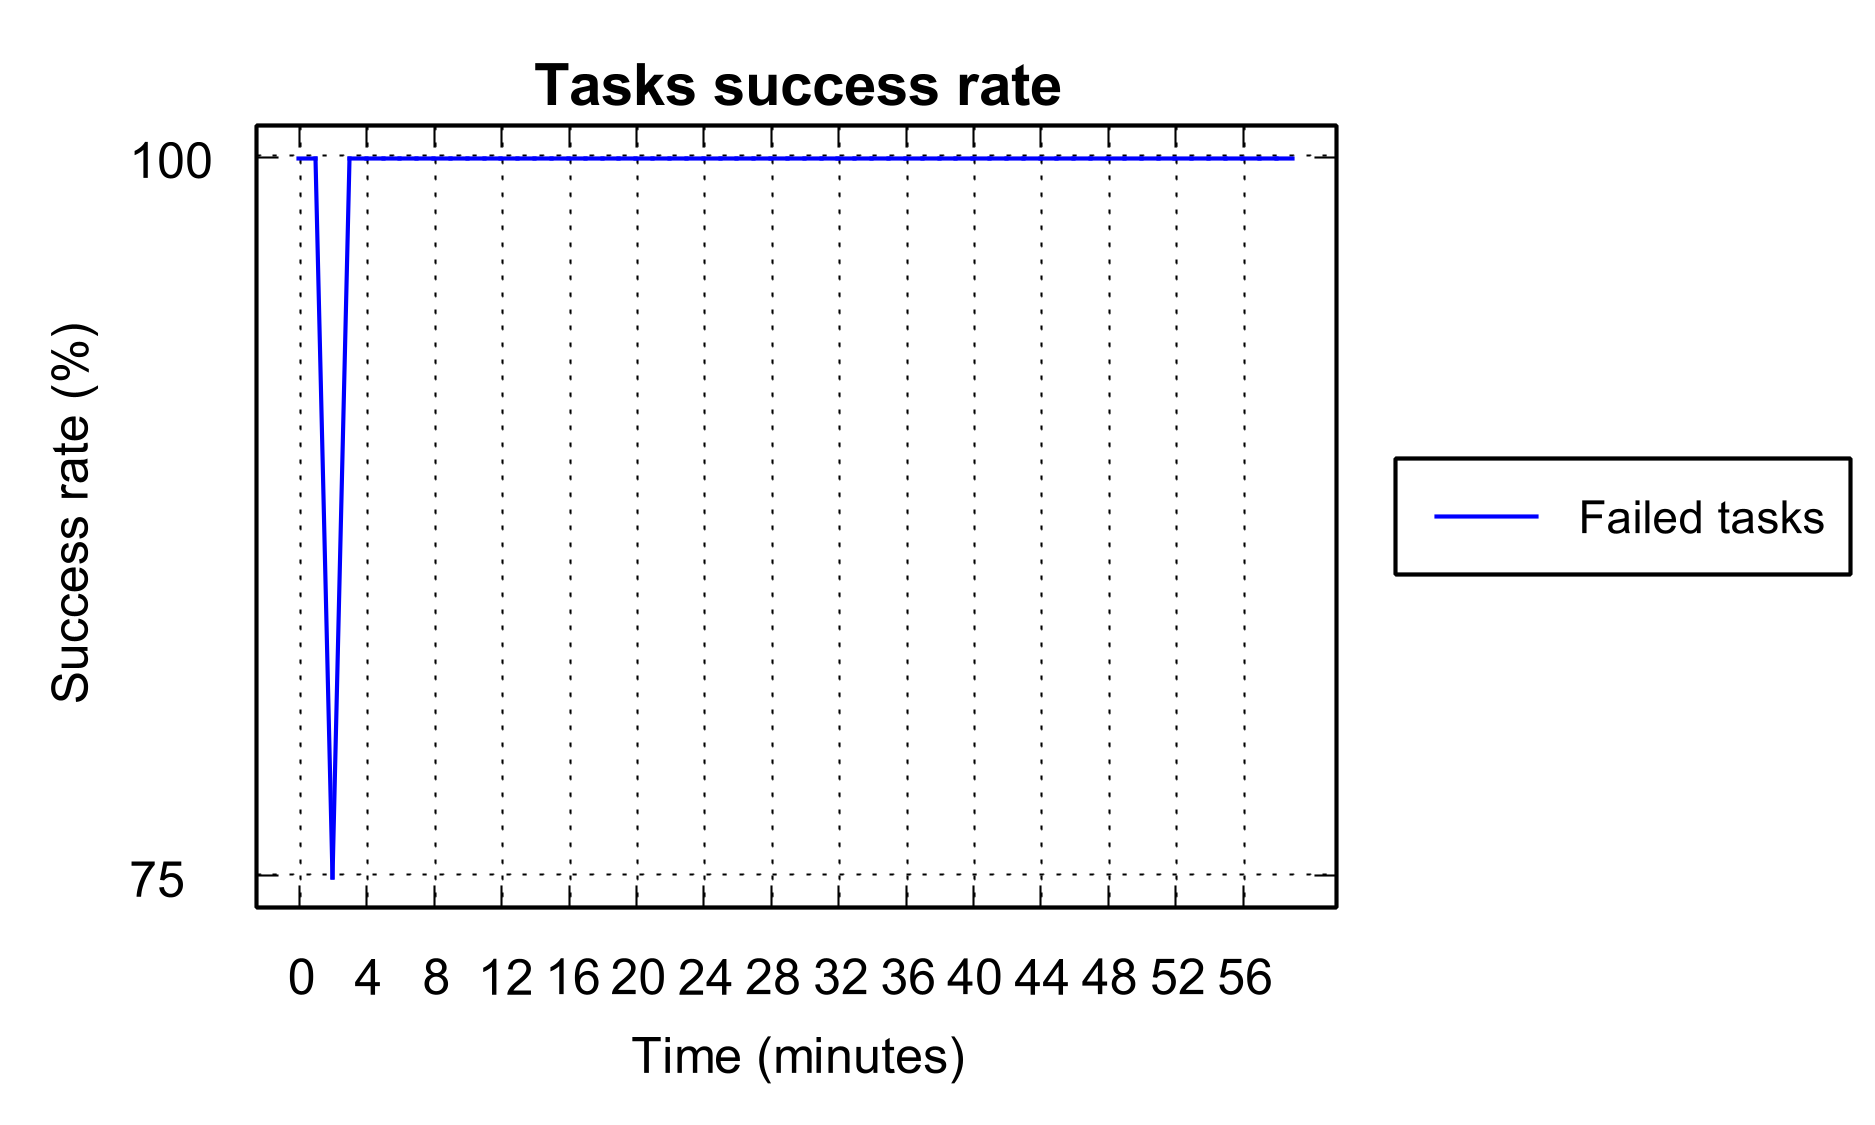 Tasks success rate
100
75
Success rate (%)
0 4 8 12 16 20 24 28 32 36 40 44 48 52 56
Time (minutes)
Failed tasks